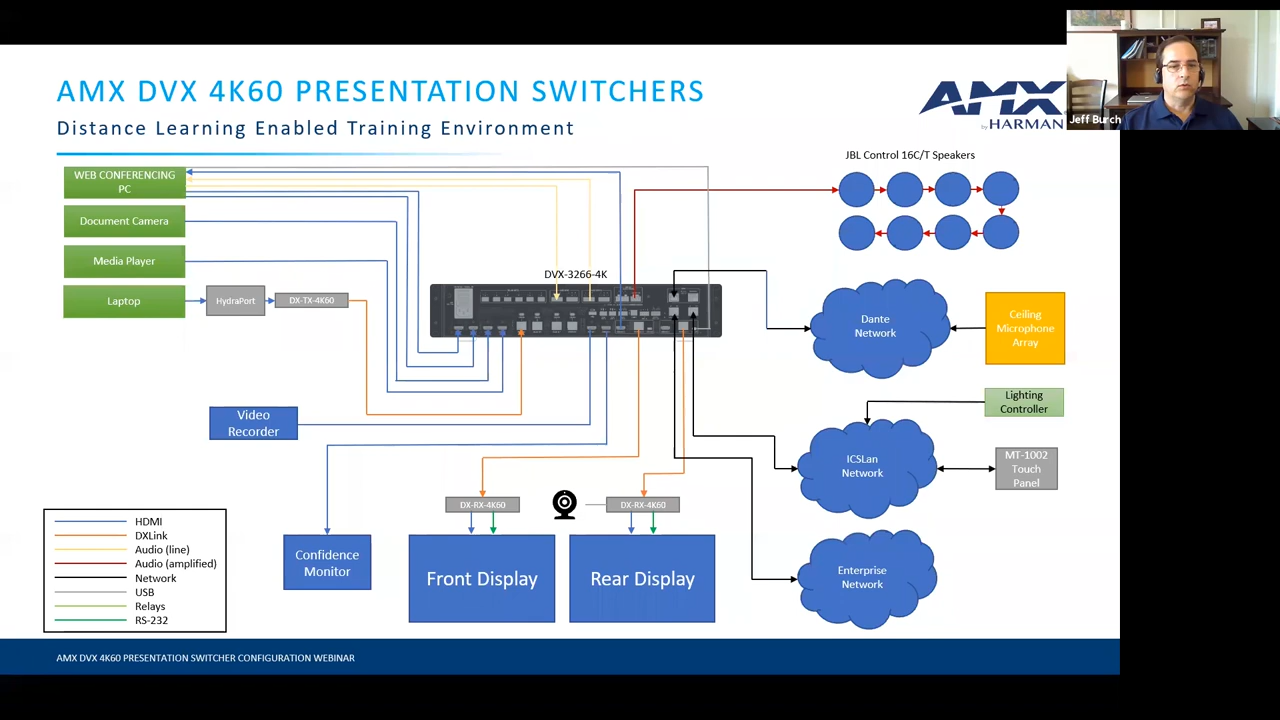 AMX DVX 4K60 PRESENTATION SWITCHERS
Distance Learning Enabled Training Environment
AMX
by HARMAN
Jeff Burch
JBL Control 16C/T Speakers
WEB CONFERENCING
PC
Document Camera
Media Player
Laptop
HydraPort
DX-TX-4K60
DVX-3266-4K
Dante
Network
Ceiling
Microphone
Array
Lighting
Controller
ICSLan
Network
MT-1002
Touch
Panel
Video
Recorder
DX-RX-4K60
DX-RX-4K60
Confidence
Monitor
Front Display
Rear Display
Enterprise
Network
HDMI
DXLink
Audio (line)
Audio (amplified)
Network
USB
Relays
RS-232
AMX DVX 4K60 PRESENTATION SWITCHER CONFIGURATION WEBINAR